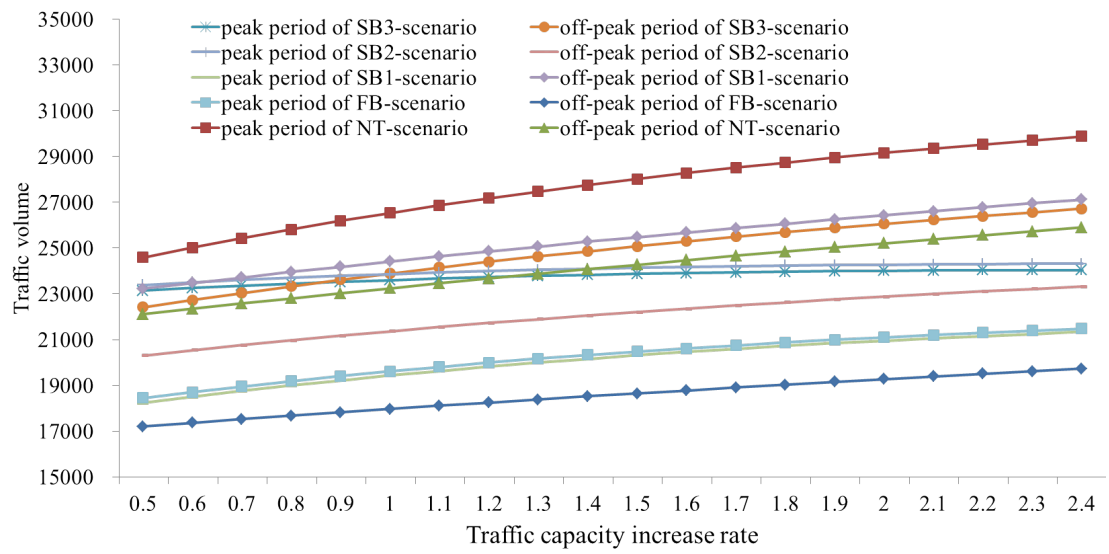 35000
33000
31000
29000
27000
25000
23000
21000
19000
17000
15000
Traffic volume
peak period of SB3-scenario off-peak period of SB3-scenario
peak period of SB2-scenario off-peak period of SB2-scenario
peak period of SB1-scenario off-peak period of SB1-scenario
peak period of FB-scenario off-peak period of FB-scenario
peak period of NT-scenario off-peak period of NT-scenario
0.5 0.6 0.7 0.8 0.9 1 1.1 1.2 1.3 1.4 1.5 1.6 1.7 1.8 1.9 2 2.1 2.2 2.3 2.4
Traffic capacity increase rate